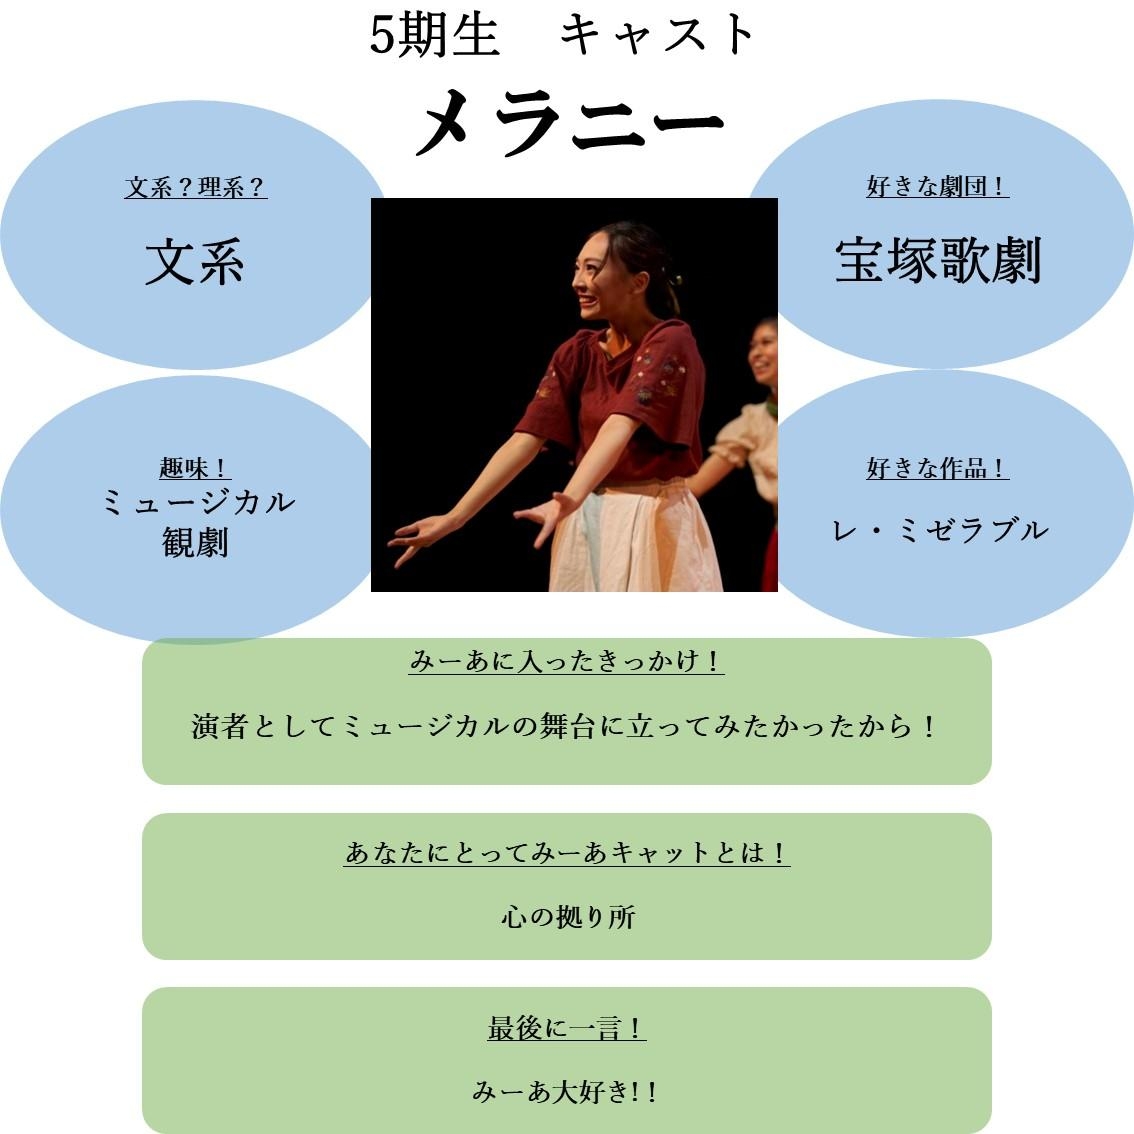 5期生　キャスト
メラニー
文系？理系？
文系
好きな劇団！
宝塚歌劇
趣味！
ミュージカル
観劇
好きな作品！
レ・ミゼラブル
みーあに入ったきっかけ！
演者としてミュージカルの舞台に立ってみたかったから！
あなたにとってみーあキャットとは！
心の拠り所
最後に一言！
みーあ大好き!！